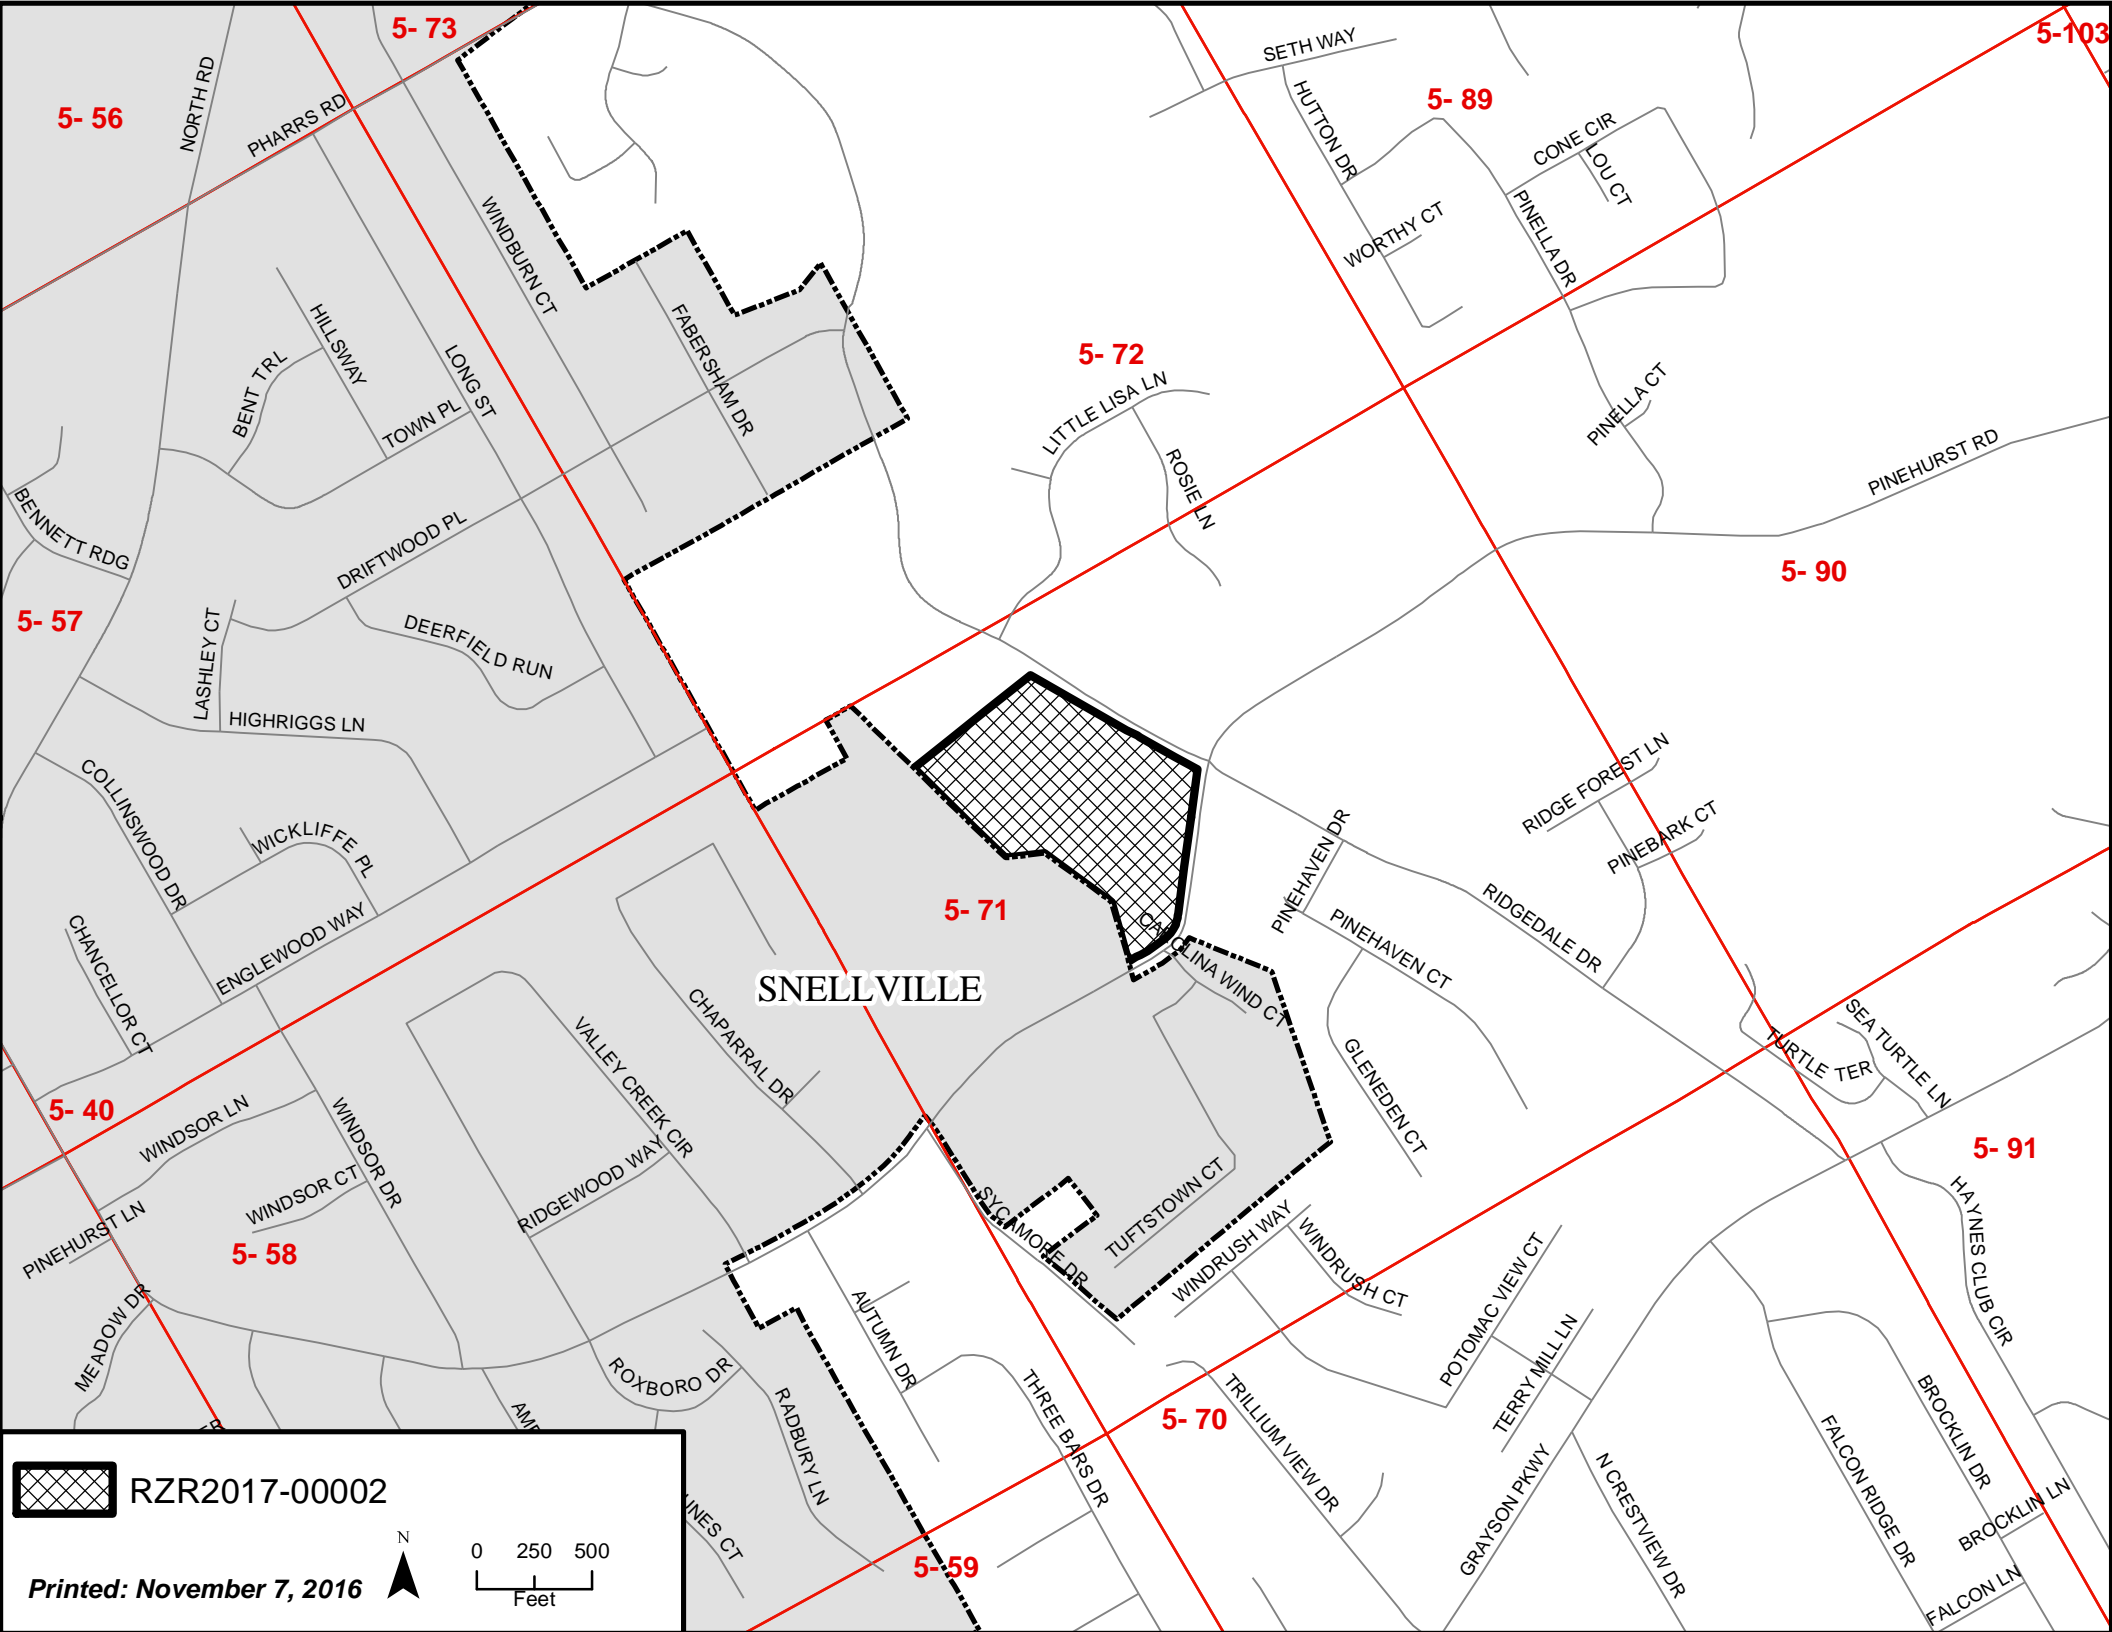 5- 73
5-103
SETH WAY
NORTH RD
5- 56
5- 89
PHARRS RD
HUTTON DR
CONE CIR
LOU CT
WINDBURN CT
PINELLA DR
WORTHY CT
HILLSWAY
FABERSHAM DR
5- 72
BENT TRL
LONG ST
LITTLE LISA LN
PINELLA CT
TOWN PL
ROSIE LN
PINEHURST RD
BENNETT RDG
DRIFTWOOD PL
5- 90
5- 57
LASHLEY CT
DEERFIELD RUN
HIGHRIGGS LN
COLLINSWOOD DR
RIDGE FOREST LN
WICKLIFFE PL
PINEHAVEN DR
PINEBARK CT
5- 71
RIDGEDALE DR
CHANCELLOR CT
ENGLEWOOD WAY
CAROLINA WIND CT
PINEHAVEN CT
SNELLVILLE
CHAPARRAL DR
VALLEY CREEK CIR
SEA TURTLE LN
TURTLE TER
GLENEDEN CT
5- 40
WINDSOR LN
WINDSOR DR
5- 91
RIDGEWOOD WAY
WINDSOR CT
TUFTSTOWN CT
SYCAMORE DR
HAYNES CLUB CIR
PINEHURST LN
5- 58
WINDRUSH WAY
WINDRUSH CT
POTOMAC VIEW CT
MEADOW DR
AUTUMN DR
TERRY MILL LN
ROXBORO DR
THREE BARS DR
5- 70
TRILLIUM VIEW DR
BROCKLIN DR
RADBURY LN
FALCON RIDGE DR
GRAYSON PKWY
N CRESTVIEW DR
BROCKLIN LN
INES CT
5- 59
FALCON LN
RZR2017-00002
N
0 250 500
Feet
Printed: November 7, 2016